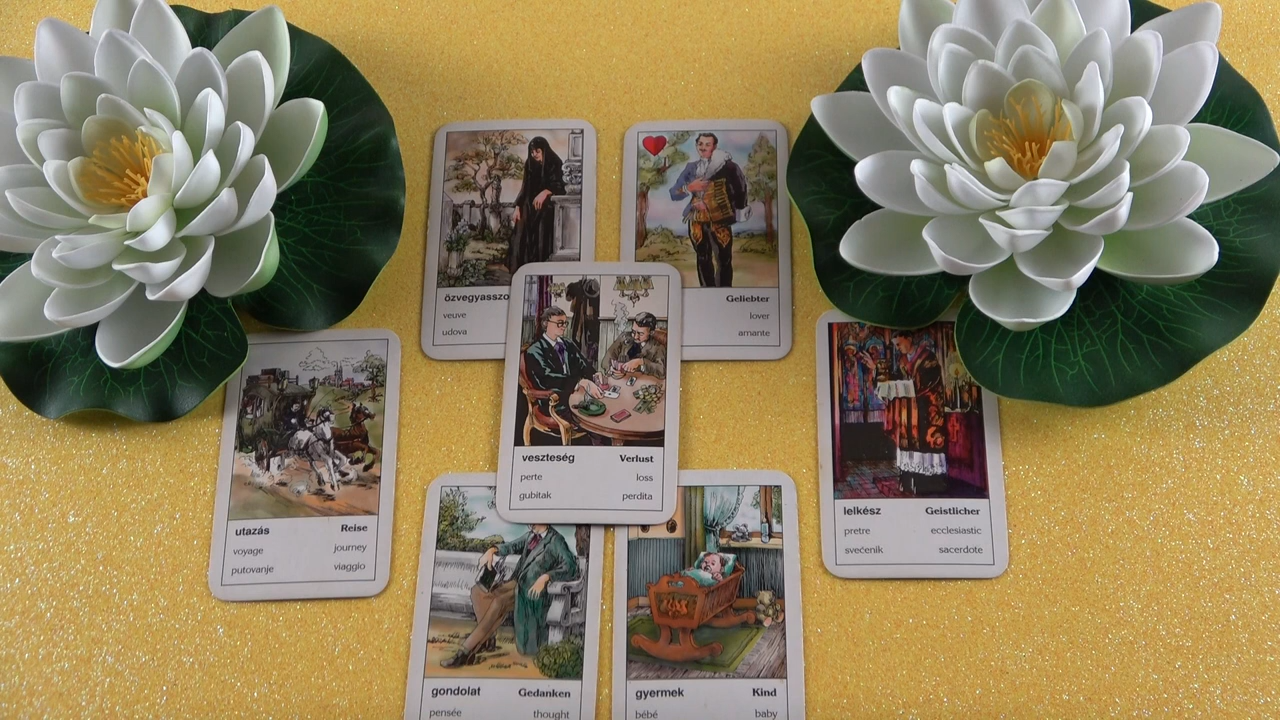 özvegyasszo
veuve
udova
Geliebter
lover
amante
veszteség Verlust
perte loss
gubitak perdita
utazás Reise
voyage journey
putovanje viaggio
lelkész Geistlicher
pretre ecclesiastic
svećenik sacerdote
gondolat Gedanken
pensée thought
gyermek Kind
bébé baby